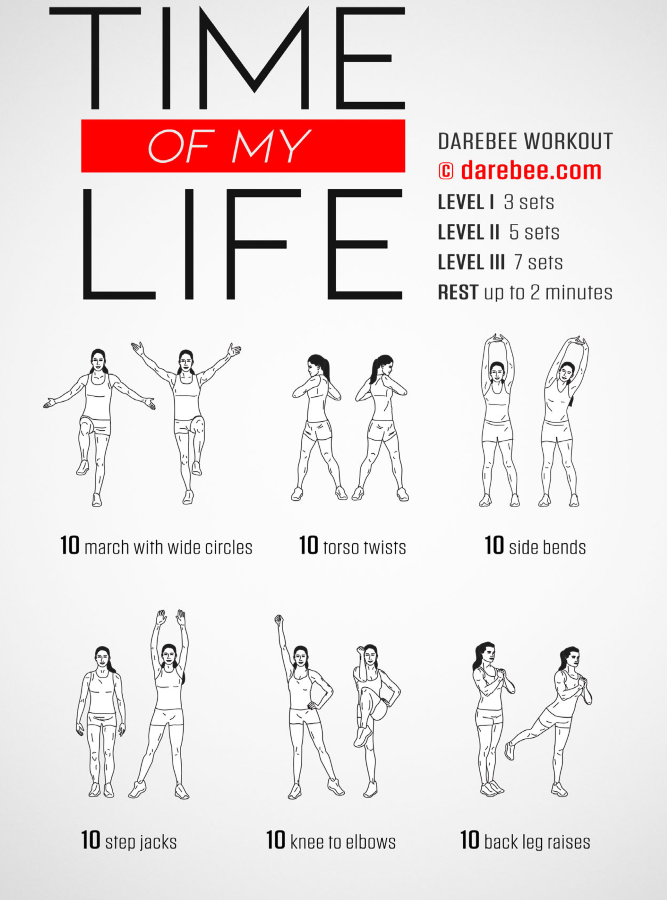 TIME
OF MY
LIFE
DAREBEE WORKOUT
© darebee.com
LEVEL I 3 sets
LEVEL II 5 sets
LEVEL III 7 sets
REST up to 2 minutes
10 march with wide circles
10 torso twists
10 side bends
10 step jacks
10 knee to elbows
10 back leg raises